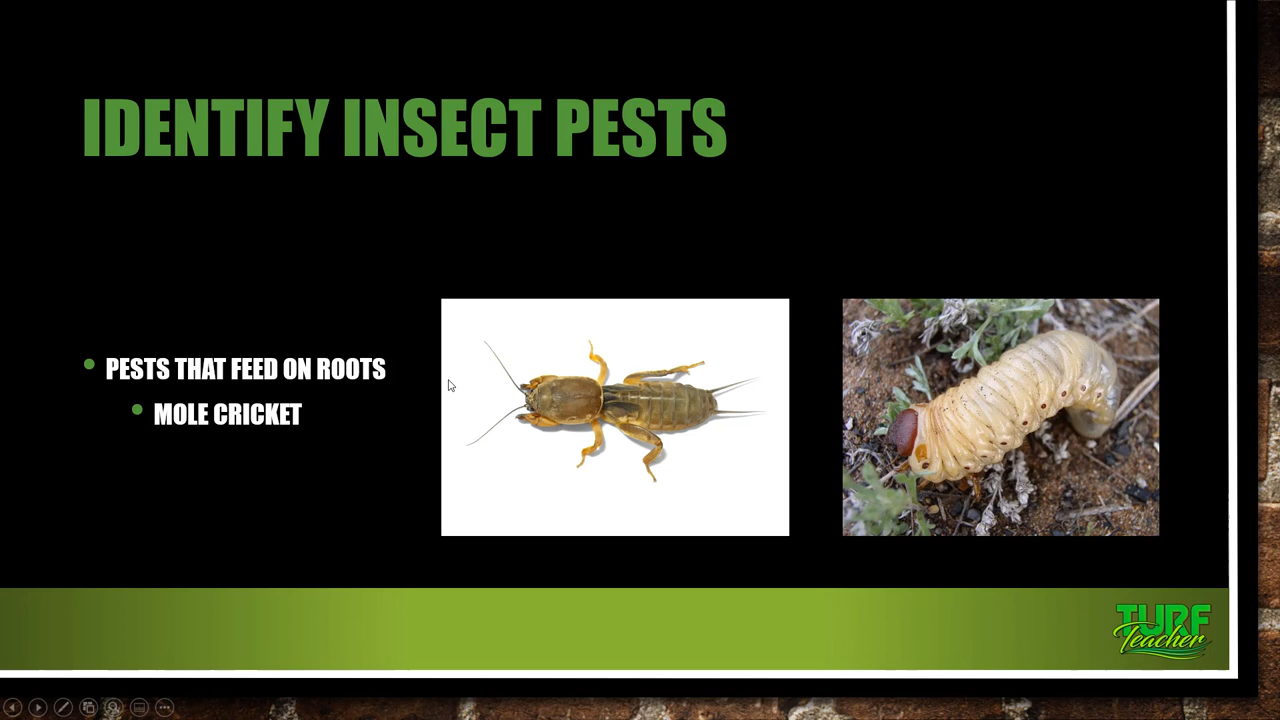 IDENTIFY INSECT PESTS
PESTS THAT FEED ON ROOTS
MOLE CRICKET
TURF
Teacher